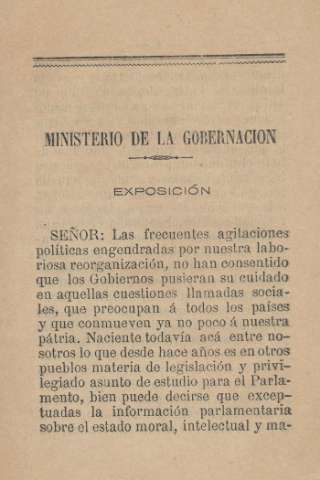 MINISTERIO DE LA GOBERNACION
EXPOSICIÓN
SEÑOR: Las frecuentes agitaciones
políticas engendradas por nuestra labo-
riosa reorganización, no han consentido
que los Gobiernos pusieran su cuidado
en aquellas cuestiones llamadas socia-
les, que preocupan á todos los países
y que conmueven ya no poco á nuestra
pátria. Naciente todavía acá entre no-
sotros lo que desde hace años es en otros
pueblos materia de legislación y privi-
legiado asunto de estudio para el Parla-
mento, bien puede decirse que excep-
tuadas la información parlamentaria
sobre el estado moral, intelectual y ma-